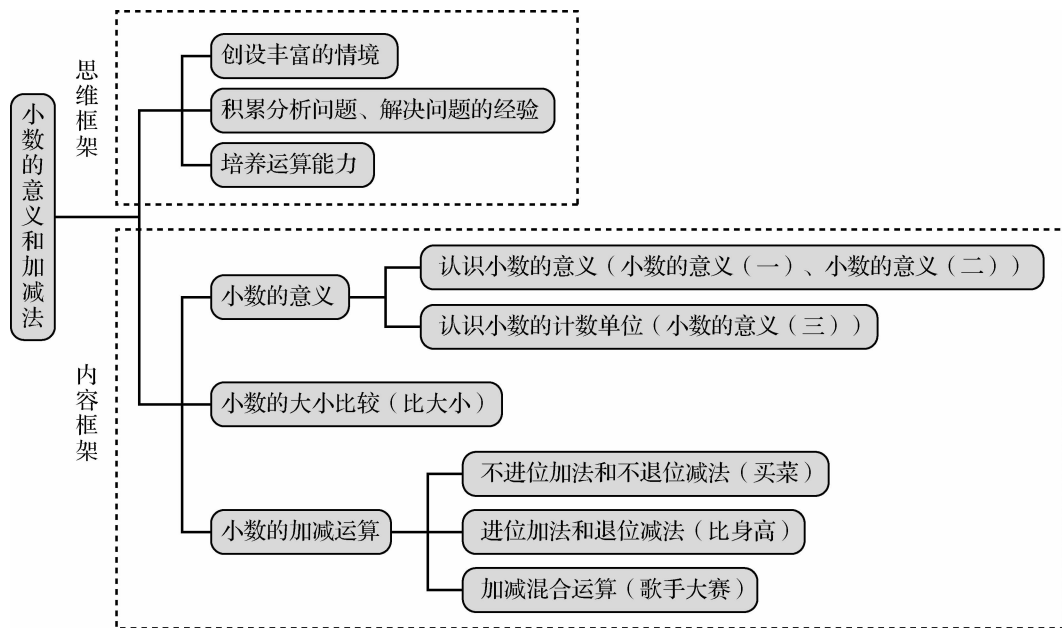 小数的意义和加减法
思维框架
创设丰富的情境
积累分析问题、解决问题的经验
培养运算能力
内容框架
小数的意义
认识小数的意义（小数的意义（一）、小数的意义（二））
认识小数的计数单位（小数的意义（三））
小数的大小比较（比大小）
小数的加减运算
不进位加法和不退位减法（买菜）
进位加法和退位减法（比身高）
加减混合运算（歌手大赛）